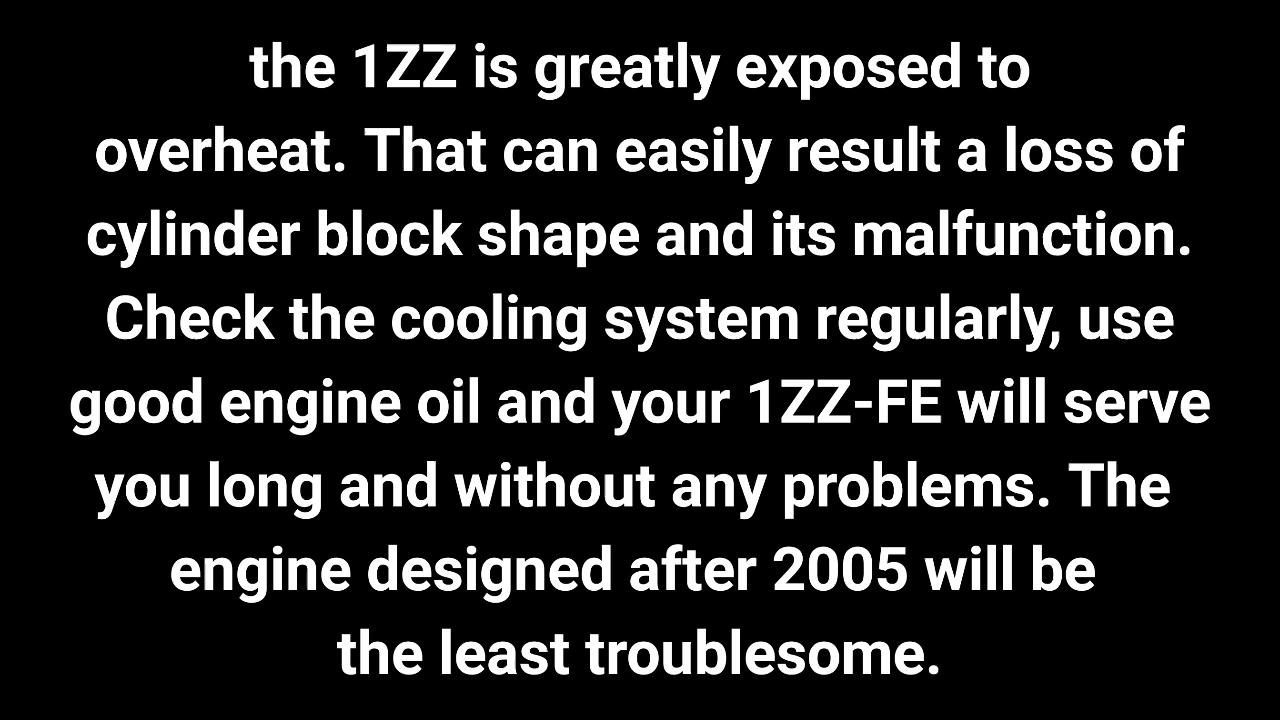 the 1ZZ is greatly exposed to
overheat. That can easily result a loss of
cylinder block shape and its malfunction.
Check the cooling system regularly, use
good engine oil and your 1ZZ-FE will serve
you long and without any problems. The
engine designed after 2005 will be
the least troublesome.